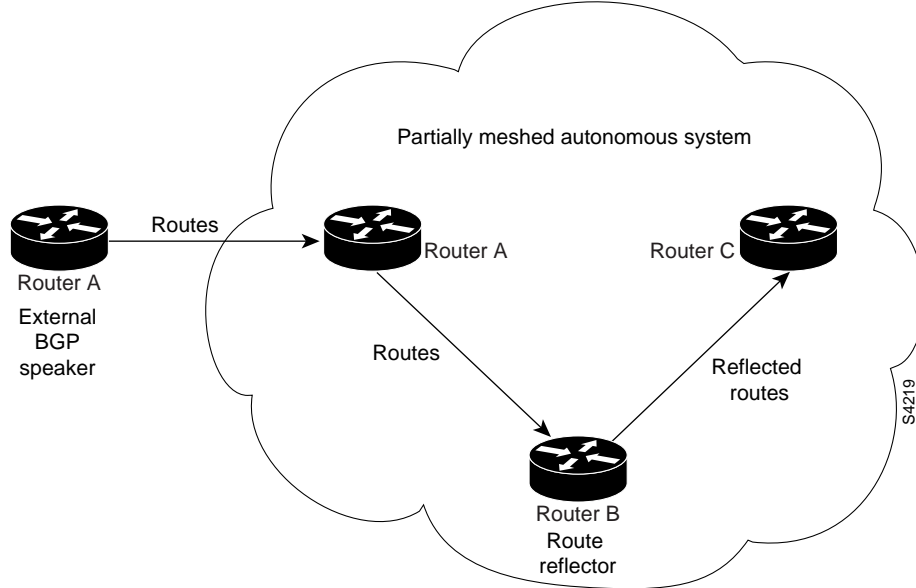 Partially meshed autonomous system
Routes
Router A
External
BGP
speaker
Router A
Router C
Routes
Reflected
routes
Router B
Route
reflector
S4219